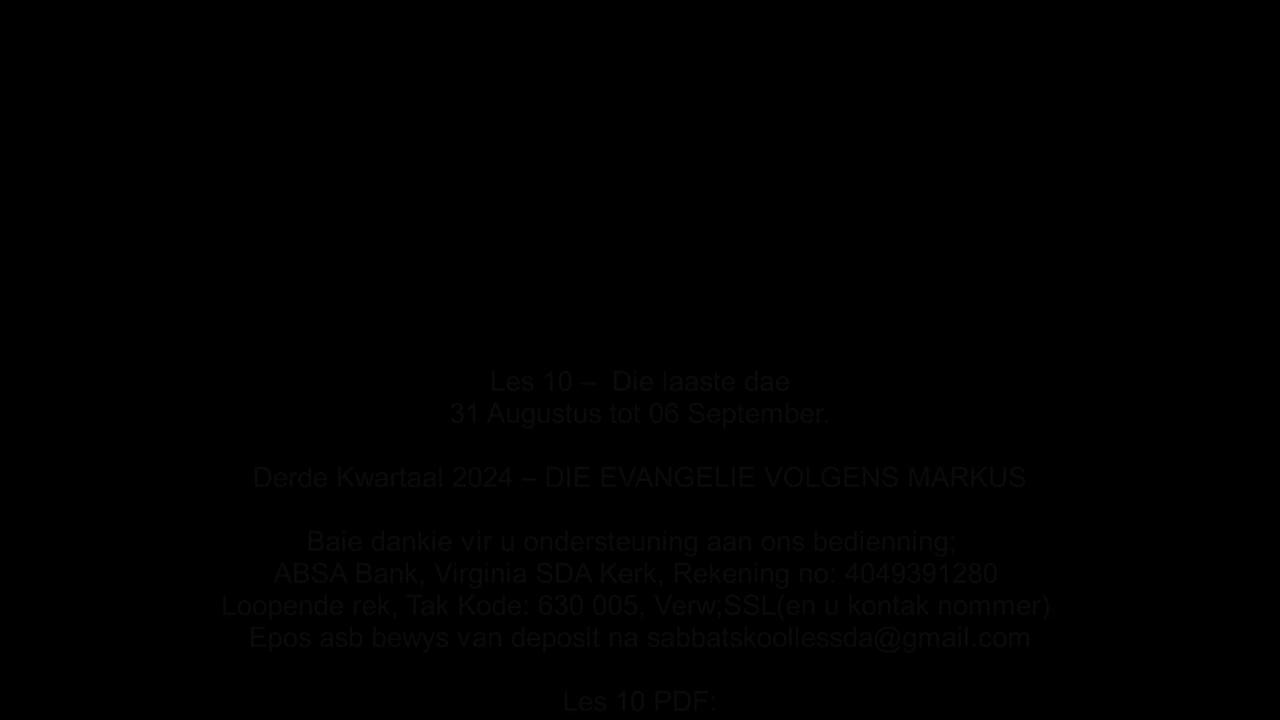 Les 10 – Die laaste dae
31 Augustus tot 06 September.
Derde Kwartaal 2024 – DIE EVANGELIE VOLGENS MARKUS
Baie dankie vir u ondersteuning aan ons bedienning;
ABSA Bank, Virginia SDA Kerk, Rekening no: 4049391280
Loopende rek, Tak Kode: 630 005, Verw;SSL(en u kontak nommer).
Epos asb bewys van deposit na sabbatskoollessda@gmail.com
Les 10 PDF: